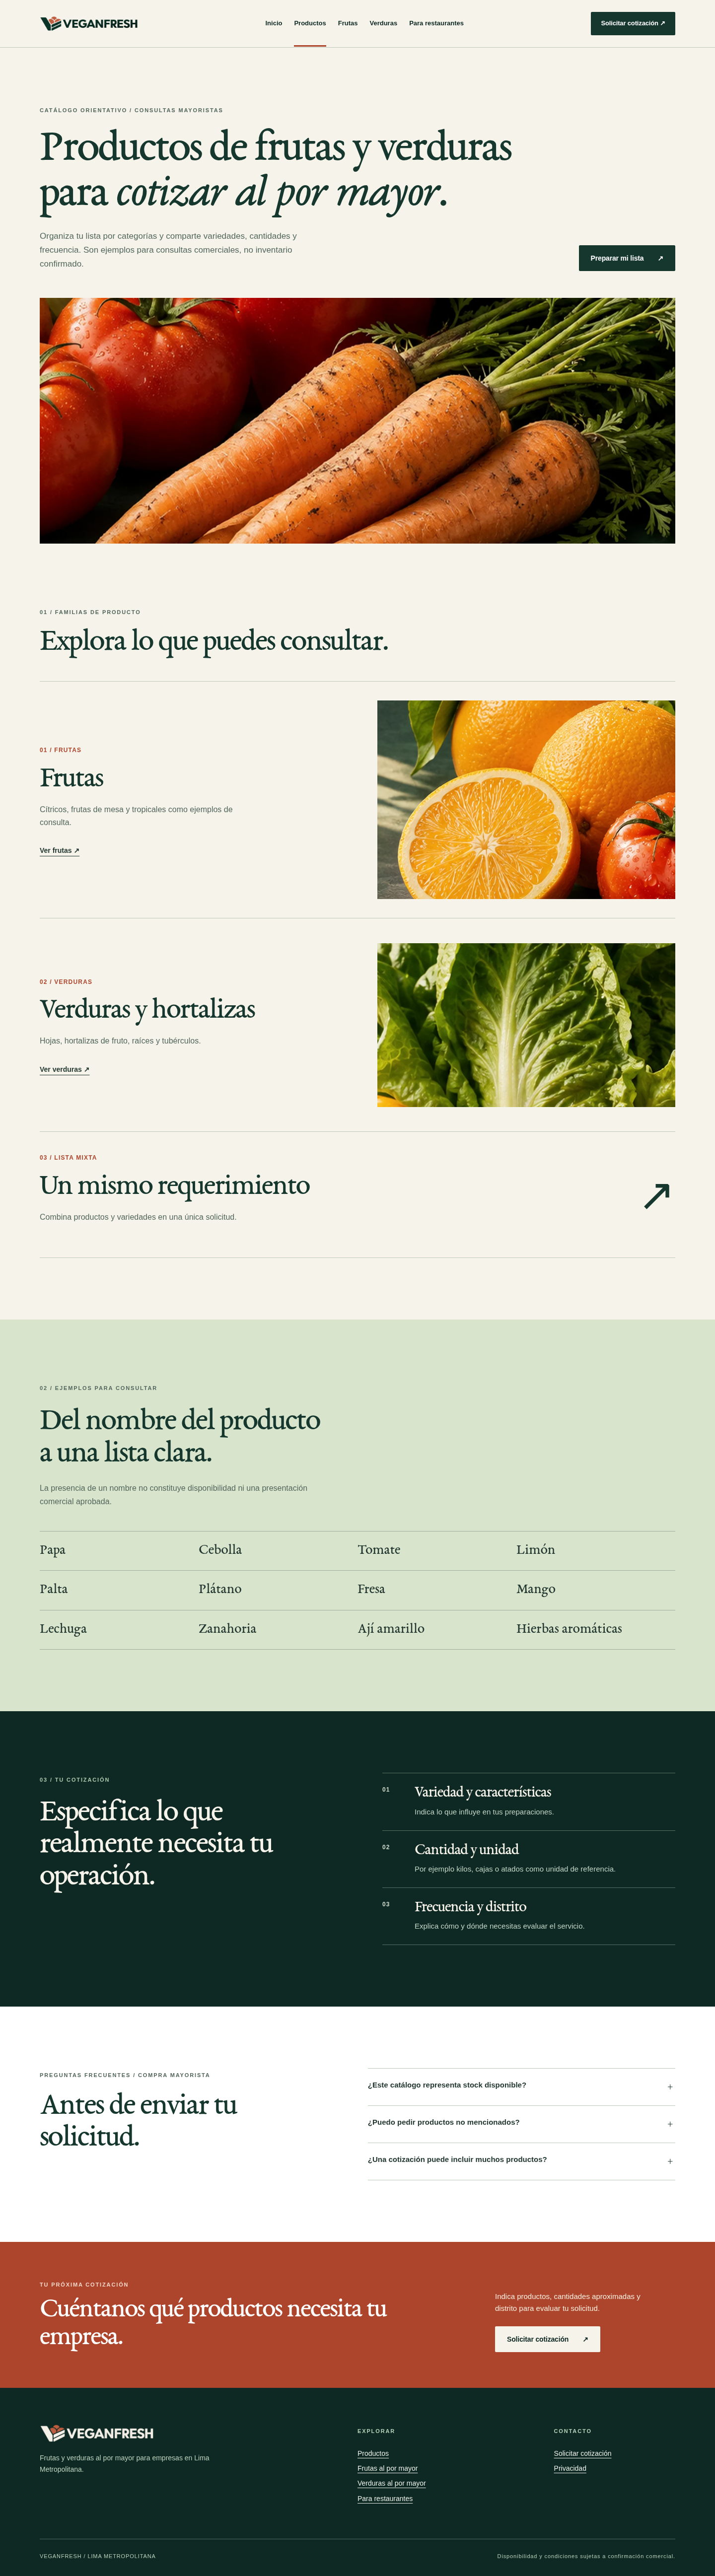 VEGANFRESH
Inicio
Productos
Frutas
Verduras
Para restaurantes
Solicitar cotización ↗
CATÁLOGO ORIENTATIVO / CONSULTAS MAYORISTAS
Productos de frutas y verduras
para cotizar al por mayor.
Organiza tu lista por categorías y comparte variedades, cantidades y
frecuencia. Son ejemplos para consultas comerciales, no inventario
confirmado.
Preparar mi lista ↗
01 / FAMILIAS DE PRODUCTO
Explora lo que puedes consultar.
01 / FRUTAS
Frutas
Cítricos, frutas de mesa y tropicales como ejemplos de
consulta.
Ver frutas ↗
02 / VERDURAS
Verduras y hortalizas
Hojas, hortalizas de fruto, raíces y tubérculos.
Ver verduras ↗
03 / LISTA MIXTA
Un mismo requerimiento
Combina productos y variedades en una única solicitud.
↗
02 / EJEMPLOS PARA CONSULTAR
Del nombre del producto
a una lista clara.
La presencia de un nombre no constituye disponibilidad ni una presentación
comercial aprobada.
Papa
Cebolla
Tomate
Limón
Palta
Plátano
Fresa
Mango
Lechuga
Zanahoria
Ají amarillo
Hierbas aromáticas
03 / TU COTIZACIÓN
Especifica lo que
realmente necesita tu
operación.
01
Variedad y características
Indica lo que influye en tus preparaciones.
02
Cantidad y unidad
Por ejemplo kilos, cajas o atados como unidad de referencia.
03
Frecuencia y distrito
Explica cómo y dónde necesitas evaluar el servicio.
PREGUNTAS FRECUENTES / COMPRA MAYORISTA
Antes de enviar tu
solicitud.
¿Este catálogo representa stock disponible? +
¿Puedo pedir productos no mencionados? +
¿Una cotización puede incluir muchos productos? +
TU PRÓXIMA COTIZACIÓN
Cuéntanos qué productos necesita tu
empresa.
Indica productos, cantidades aproximadas y
distrito para evaluar tu solicitud.
Solicitar cotización ↗
VEGANFRESH
Frutas y verduras al por mayor para empresas en Lima
Metropolitana.
EXPLORAR
Productos
Frutas al por mayor
Verduras al por mayor
Para restaurantes
CONTACTO
Solicitar cotización
Privacidad
VEGANFRESH / LIMA METROPOLITANA
Disponibilidad y condiciones sujetas a confirmación comercial.